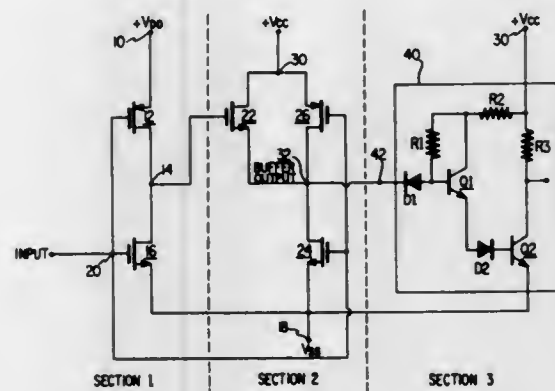 +VDD
10
+VCC
30
+VCC
30
40
12
22
26
R1
R2
R3
14
BUFFER
OUTPUT
32
42
D1
Q1
INPUT
20
16
24
D2
Q2
18
VSS
SECTION 1
SECTION 2
SECTION 3